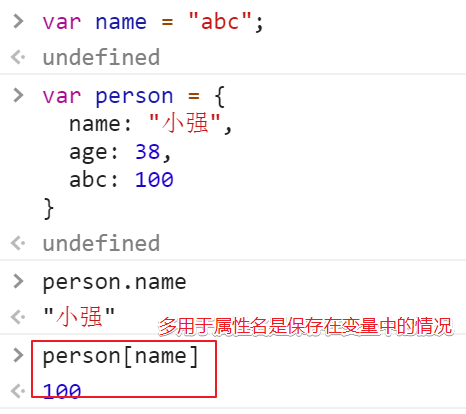 > var name = "abc";
< undefined
> var person = {
name: "小强",
age: 38,
abc: 100
}
< undefined
> person.name
< "小强"
多用于属性名是保存在变量中的情况
> person[name]
< 100